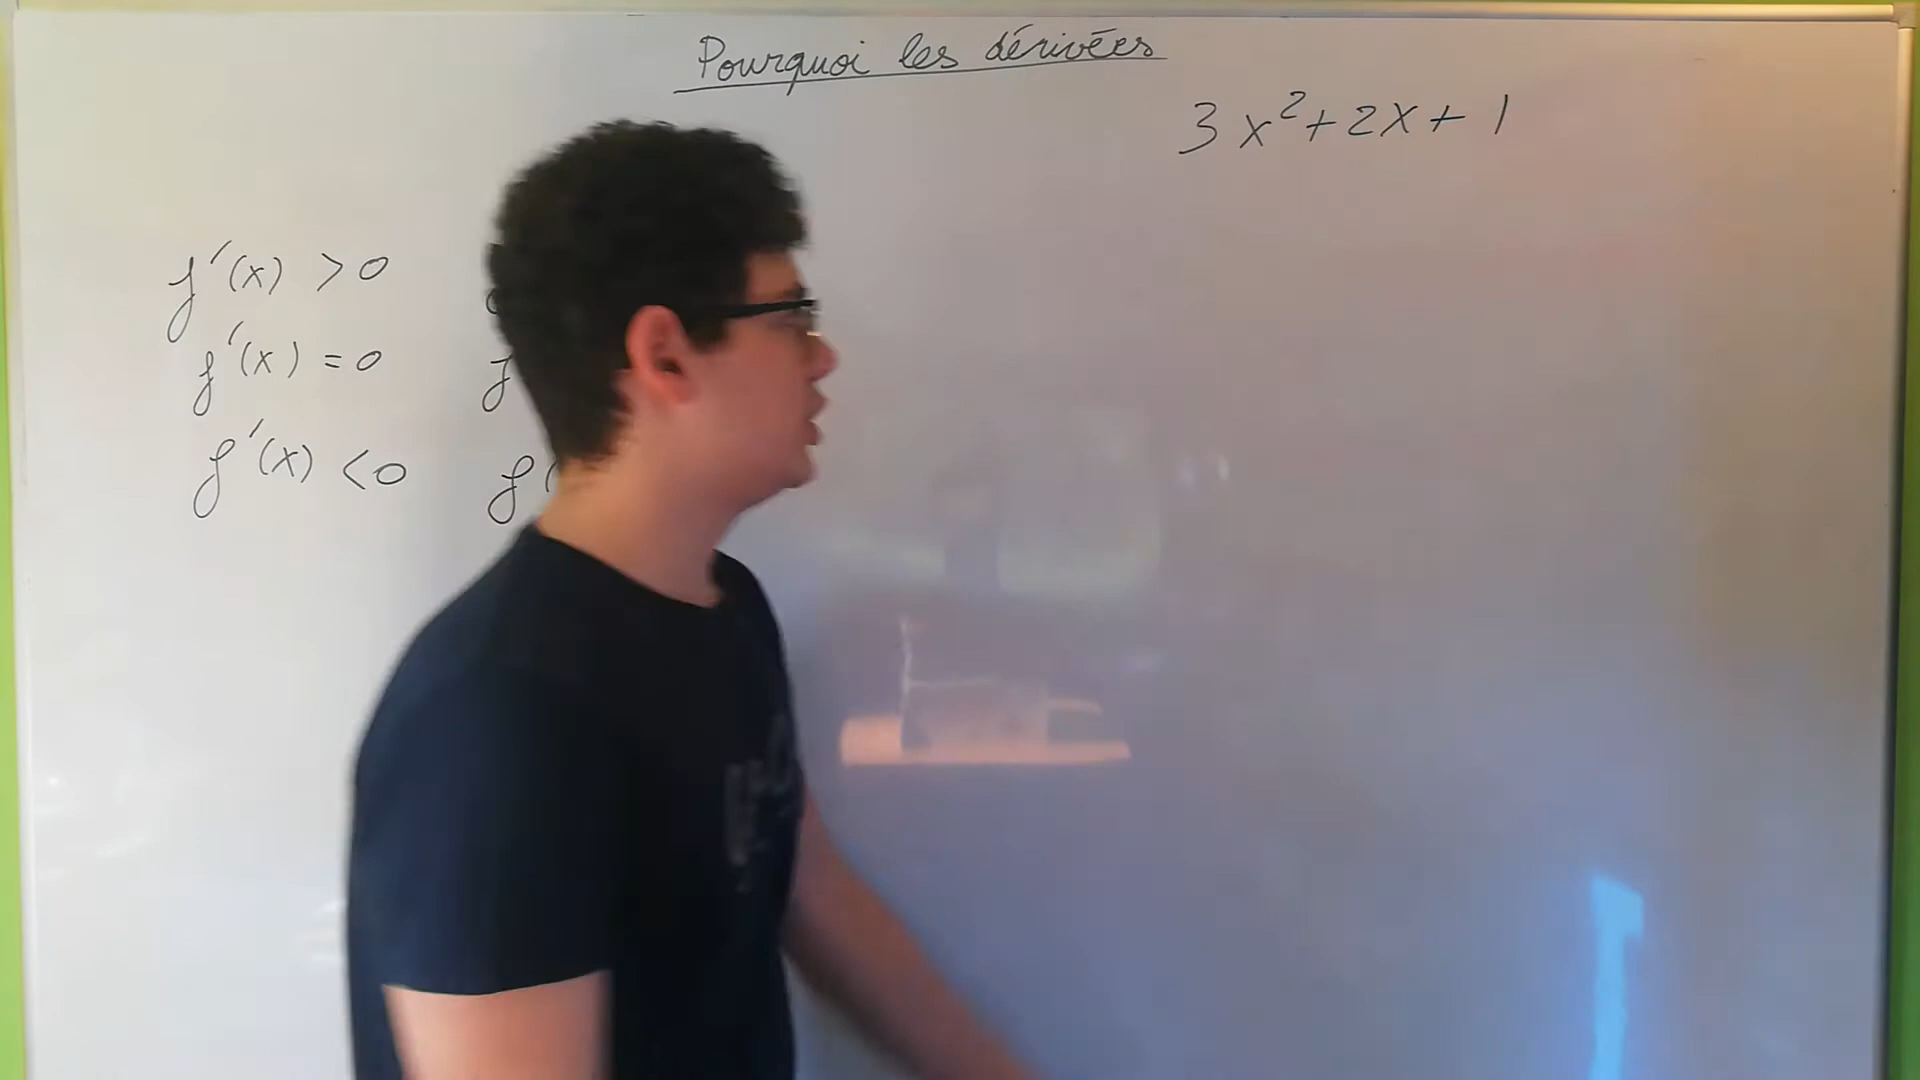 Pourquoi les dérivées
3x²+2x+1
f'(x) >0
f'(x) =0 f
f'(x) <0 f(